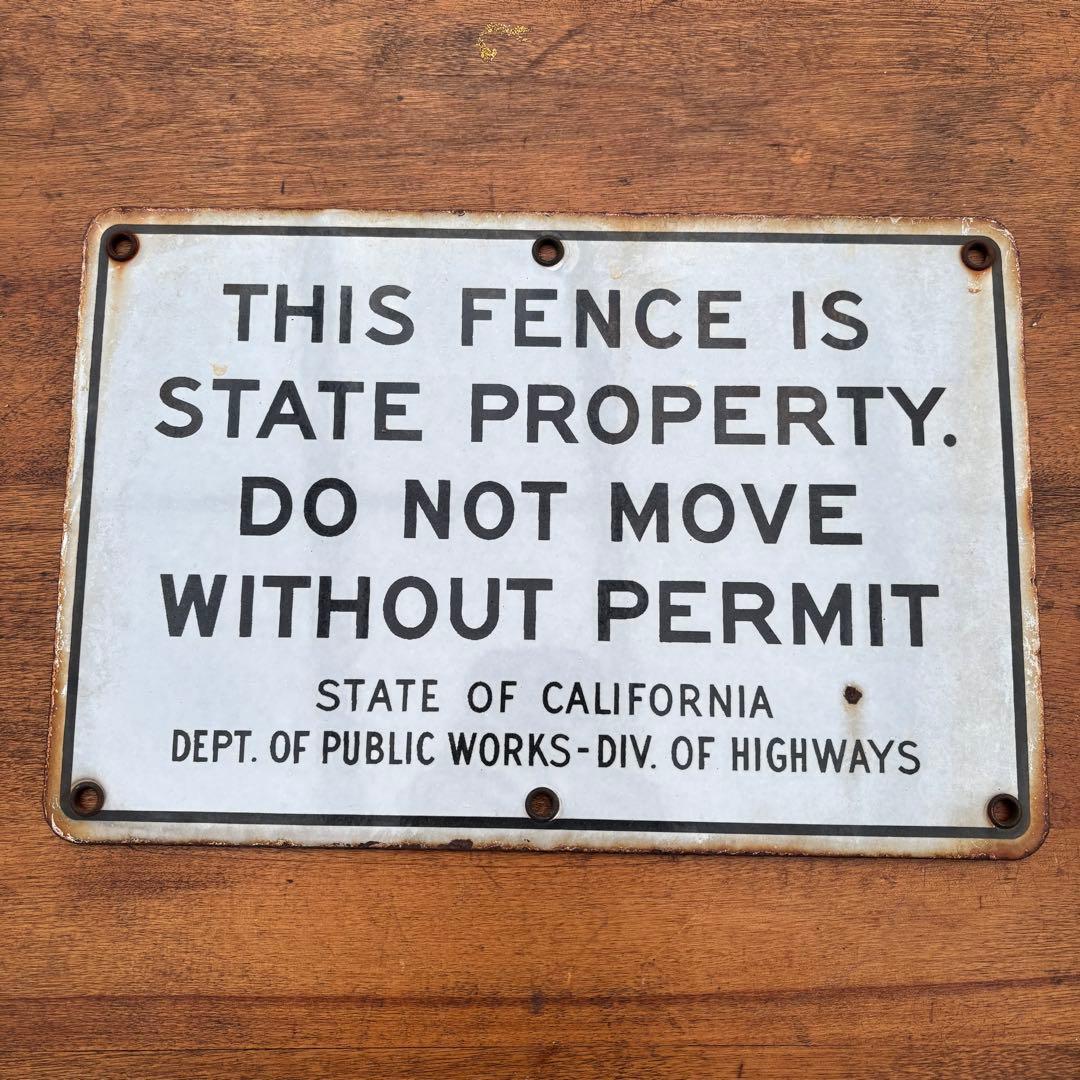 THIS FENCE IS
STATE PROPERTY.
DO NOT MOVE
WITHOUT PERMIT
STATE OF CALIFORNIA
DEPT. OF PUBLIC WORKS-DIV. OF HIGHWAYS